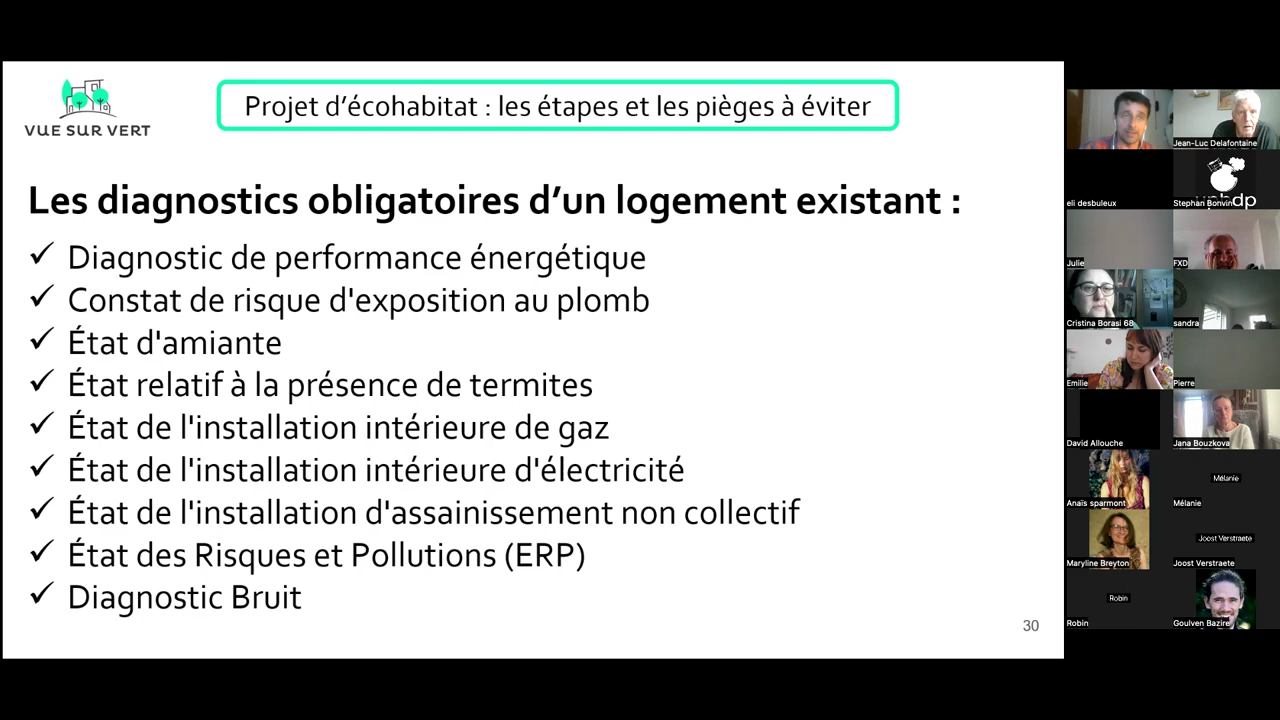 VUE SUR VERT
Projet d'écohabitat : les étapes et les pièges à éviter
Les diagnostics obligatoires d'un logement existant :
✓ Diagnostic de performance énergétique
✓ Constat de risque d'exposition au plomb
✓ État d'amiante
✓ État relatif à la présence de termites
✓ État de l'installation intérieure de gaz
✓ État de l'installation intérieure d'électricité
✓ État de l'installation d'assainissement non collectif
✓ État des Risques et Pollutions (ERP)
✓ Diagnostic Bruit
30
Jean-Luc Delafontaine
eli desbuleux
Stephan Bonvin
Julie
FXD
Cristina Borasi 68
sandra
Emilie
Pierre
David Allouche
Jana Bouzkova
Anaïs sparmont
Mélanie
Mélanie
Maryline Breyton
Joost Verstraete
Joost Verstraete
Robin
Robin
Goulven Bazire